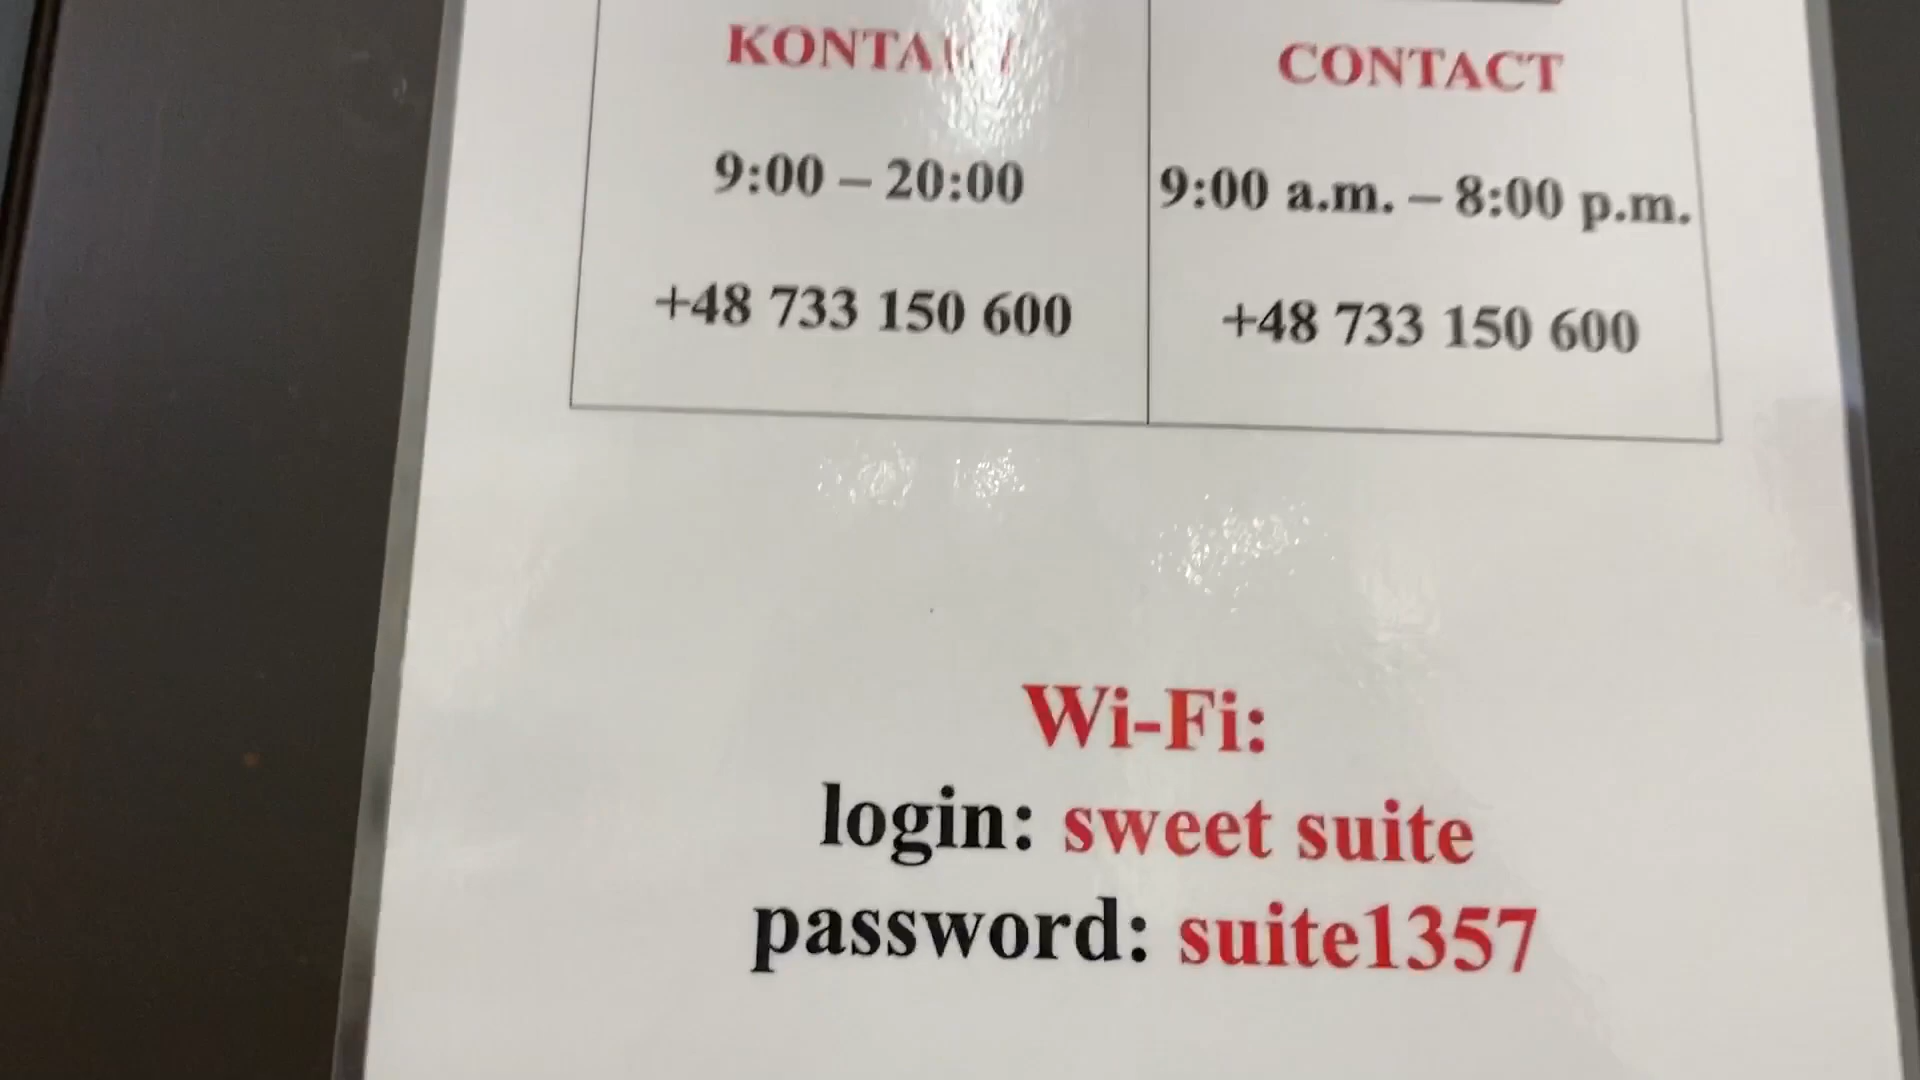 KONTAKT
9:00 – 20:00
+48 733 150 600
CONTACT
9:00 a.m. – 8:00 p.m.
+48 733 150 600
Wi-Fi:
login: sweet suite
password: suite1357